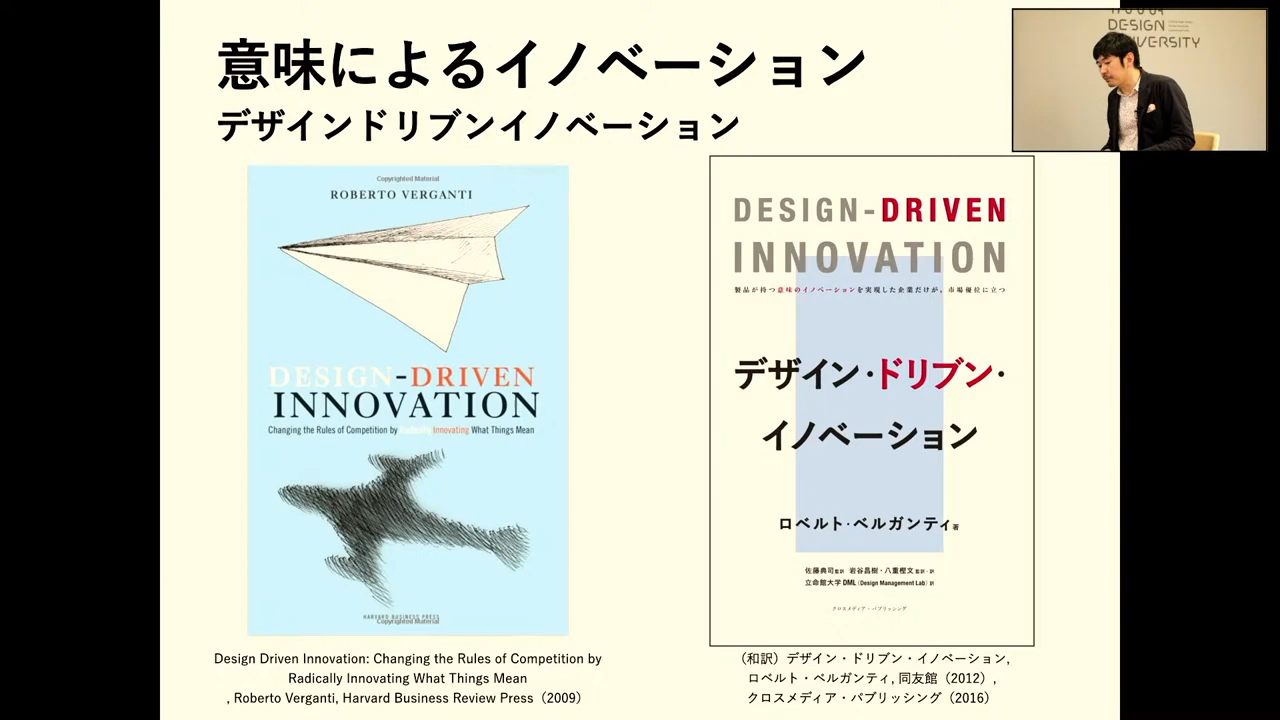 意味によるイノベーション
デザインドリブンイノベーション
DESIGN
VERSITY
Copyrighted Material
ROBERTO VERGANTI
DESIGN-DRIVEN
INNOVATION
Changing the Rules of Competition by Radically Innovating What Things Mean
HARVARD BUSINESS PRESS
Copyrighted Material
Design Driven Innovation: Changing the Rules of Competition by
Radically Innovating What Things Mean
, Roberto Verganti, Harvard Business Review Press（2009）
DESIGN-DRIVEN
INNOVATION
製品が持つ意味のイノベーションを実現した企業だけが、市場優位に立つ
デザイン・ドリブン・
イノベーション
ロベルト・ベルガンティ著
佐藤典司監訳 岩谷昌樹・八重樫文監訳・訳
立命館大学DML（Design Management Lab）訳
クロスメディア・パブリッシング
（和訳）デザイン・ドリブン・イノベーション,
ロベルト・ベルガンティ, 同友館（2012）,
クロスメディア・パブリッシング（2016）